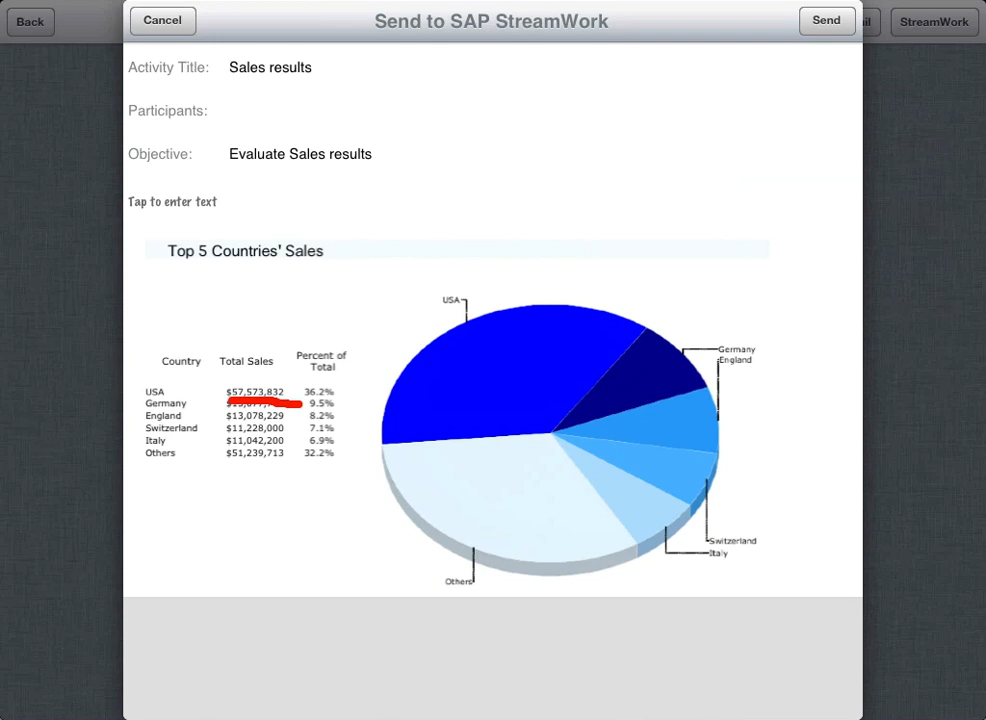 Back
Cancel
Send to SAP StreamWork
Send
StreamWork
Activity Title: Sales results
Participants:
Objective: Evaluate Sales results
Tap to enter text
Top 5 Countries' Sales
Country Total Sales Percent of Total
USA $57,573,832 36.2%
Germany 9.5%
England $13,078,229 8.2%
Switzerland $11,228,000 7.1%
Italy $11,042,200 6.9%
Others $51,239,713 32.2%
USA
Germany
England
Switzerland
Italy
Others